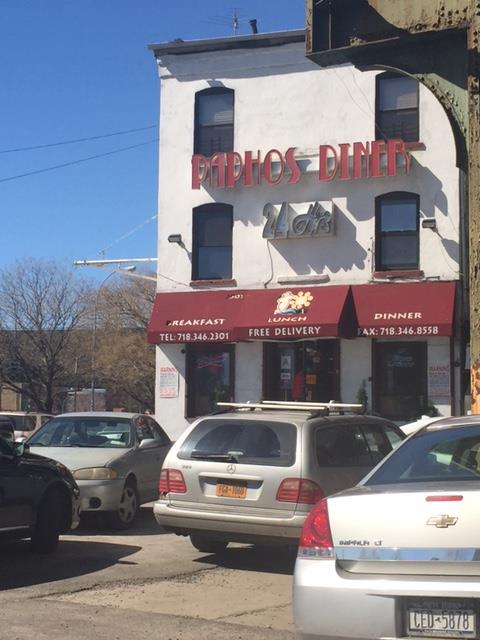 PAPHOS DINER
24 Hrs
BREAKFAST
LUNCH
DINNER
TEL: 718.346.2301
FREE DELIVERY
FAX: 718.346.8558
IMPALA LT
CED 5878